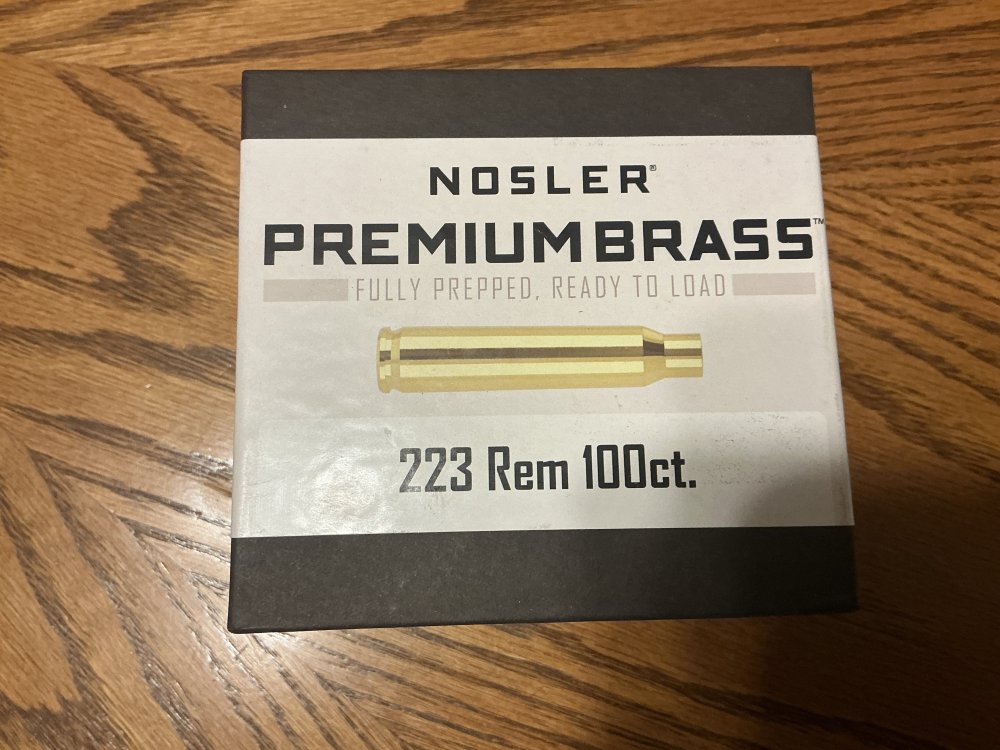 NOSLER®
PREMIUMBRASS™
FULLY PREPPED, READY TO LOAD
223 Rem 100ct.